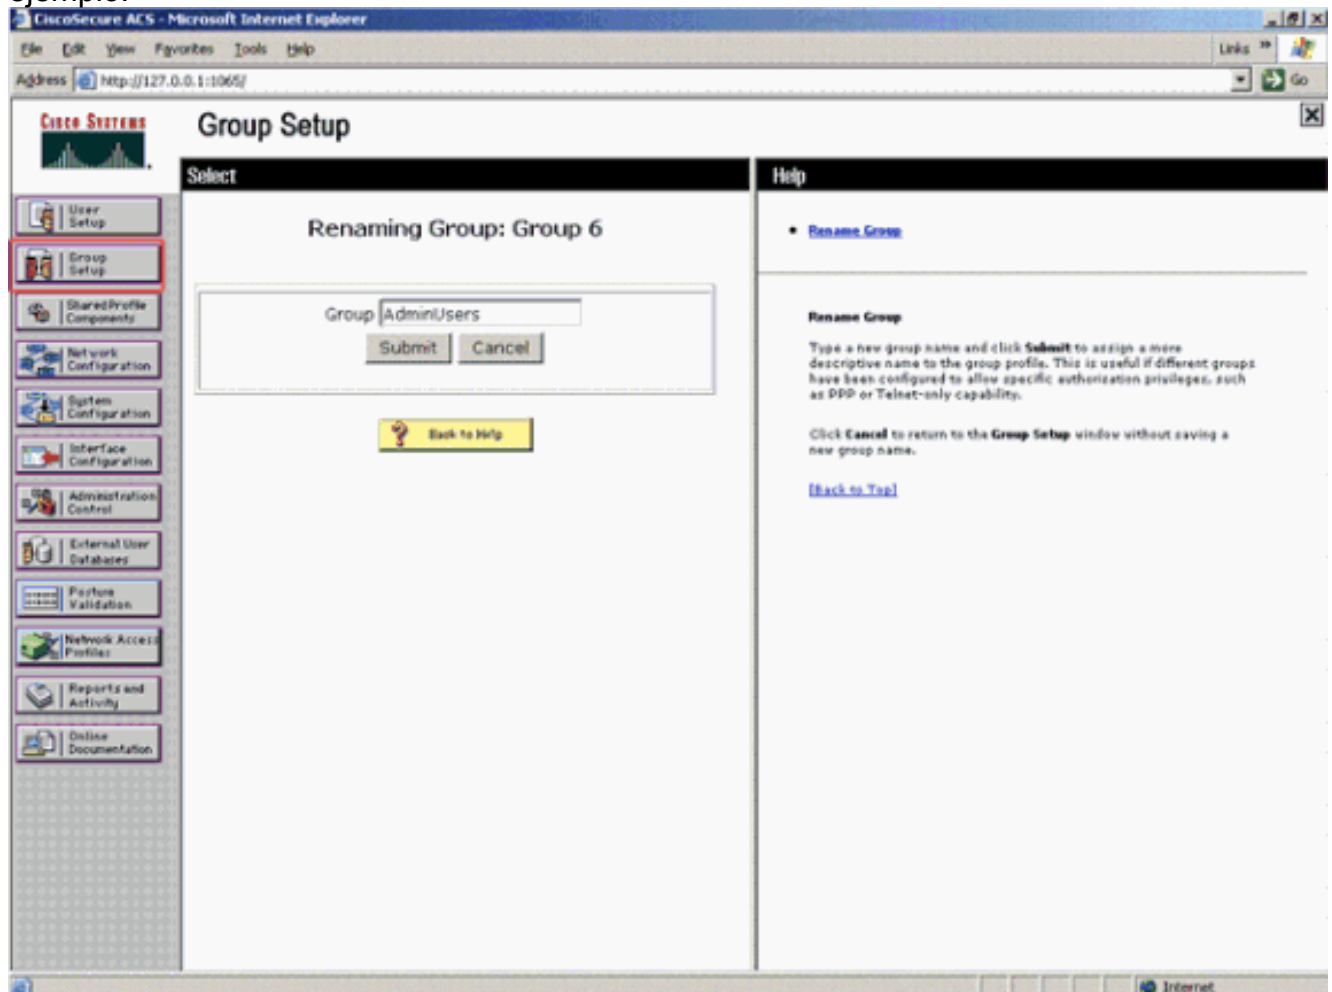 ejemplo:
CiscoSecure ACS - Microsoft Internet Explorer
File Edit View Favorites Tools Help
Links »
Address http://127.0.0.1:1065/
Go
CISCO SYSTEMS
Group Setup
Select
Help
User
Setup
Group
Setup
Shared Profile
Components
Network
Configuration
System
Configuration
Interface
Configuration
Administration
Control
External User
Databases
Posture
Validation
Network Access
Profiles
Reports and
Activity
Online
Documentation
Renaming Group: Group 6
Group AdminUsers
Submit Cancel
? Back to Help
• Rename Group
Rename Group
Type a new group name and click Submit to assign a more
descriptive name to the group profile. This is useful if different groups
have been configured to allow specific authorization privileges, such
as PPP or Telnet-only capability.
Click Cancel to return to the Group Setup window without saving a
new group name.
[Back to Top]
Internet